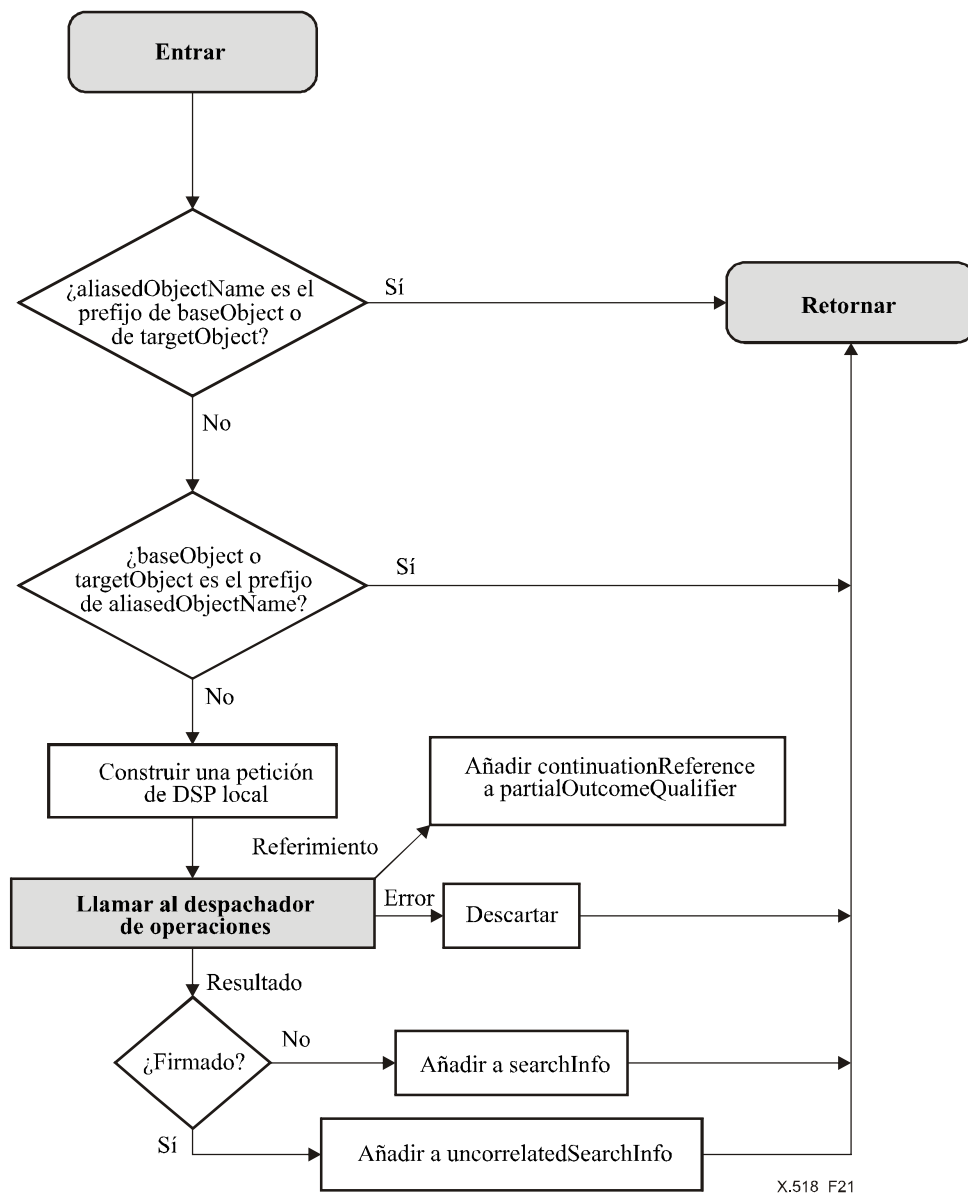 Entrar
¿aliasedObjectName es el
prefijo de baseObject o
de targetObject?
Sí
Retornar
No
¿baseObject o
targetObject es el prefijo
de aliasedObjectName?
Sí
No
Construir una petición
de DSP local
Añadir continuationReference
a partialOutcomeQualifier
Referimiento
Llamar al despachador
de operaciones
Error
Descartar
Resultado
¿Firmado?
No
Añadir a searchInfo
Sí
Añadir a uncorrelatedSearchInfo
X.518 F21